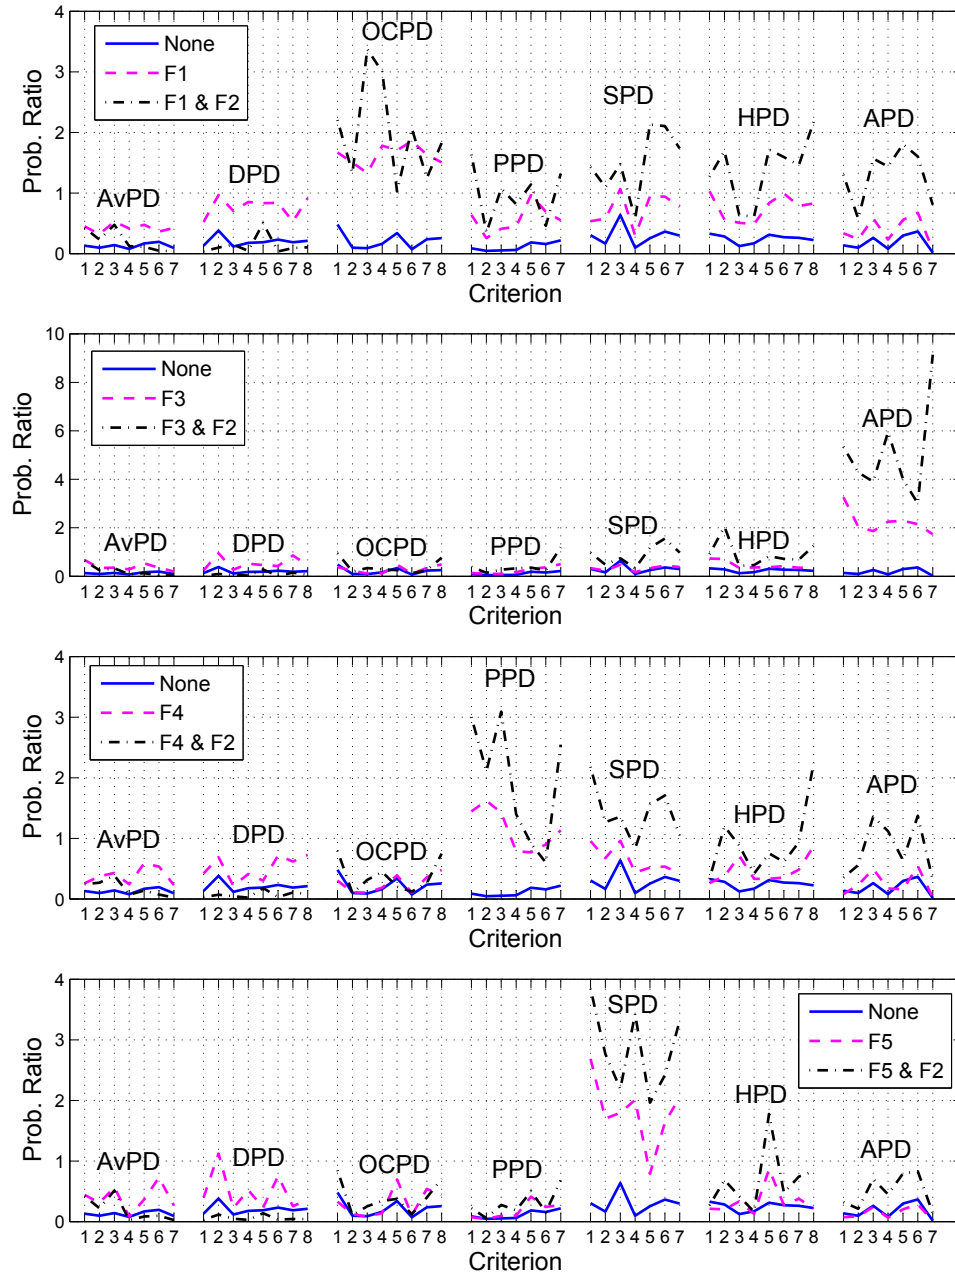 4
3
2
1
0
Prob. Ratio
None
F1
F1 & F2
AvPD
DPD
OCPD
PPD
SPD
HPD
APD
1 2 3 4 5 6 7 1 2 3 4 5 6 7 8 1 2 3 4 5 6 7 8 1 2 3 4 5 6 7 1 2 3 4 5 6 7 1 2 3 4 5 6 7 8 1 2 3 4 5 6 7
Criterion
10
8
6
4
2
0
Prob. Ratio
None
F3
F3 & F2
AvPD
DPD
OCPD
PPD
SPD
HPD
APD
1 2 3 4 5 6 7 1 2 3 4 5 6 7 8 1 2 3 4 5 6 7 8 1 2 3 4 5 6 7 1 2 3 4 5 6 7 1 2 3 4 5 6 7 8 1 2 3 4 5 6 7
Criterion
4
3
2
1
0
Prob. Ratio
None
F4
F4 & F2
AvPD
DPD
OCPD
PPD
SPD
HPD
APD
1 2 3 4 5 6 7 1 2 3 4 5 6 7 8 1 2 3 4 5 6 7 8 1 2 3 4 5 6 7 1 2 3 4 5 6 7 1 2 3 4 5 6 7 8 1 2 3 4 5 6 7
Criterion
4
3
2
1
0
Prob. Ratio
None
F5
F5 & F2
AvPD
DPD
OCPD
PPD
SPD
HPD
APD
1 2 3 4 5 6 7 1 2 3 4 5 6 7 8 1 2 3 4 5 6 7 8 1 2 3 4 5 6 7 1 2 3 4 5 6 7 1 2 3 4 5 6 7 8 1 2 3 4 5 6 7
Criterion